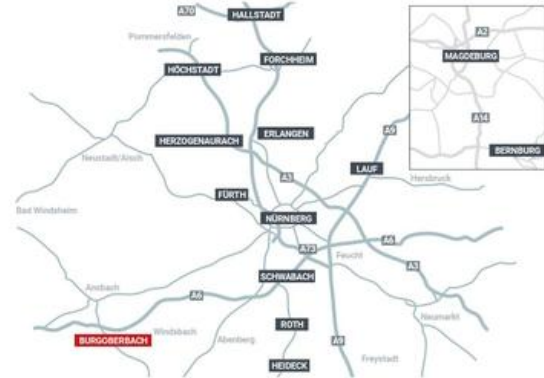 A70
HALLSTADT
Pommersfelden
A2
FORCHHEIM
MAGDEBURG
HÖCHSTADT
A14
A9
ERLANGEN
HERZOGENAURACH
BERNBURG
Neustadt/Aisch
A3
LAUF
Hersbruck
FÜRTH
Bad Windsheim
NÜRNBERG
A6
A73
Feucht
A3
SCHWABACH
Ansbach
A6
Neumarkt
ROTH
Windsbach
Abenberg
BURGOBERBACH
A9
Freystadt
HEIDECK